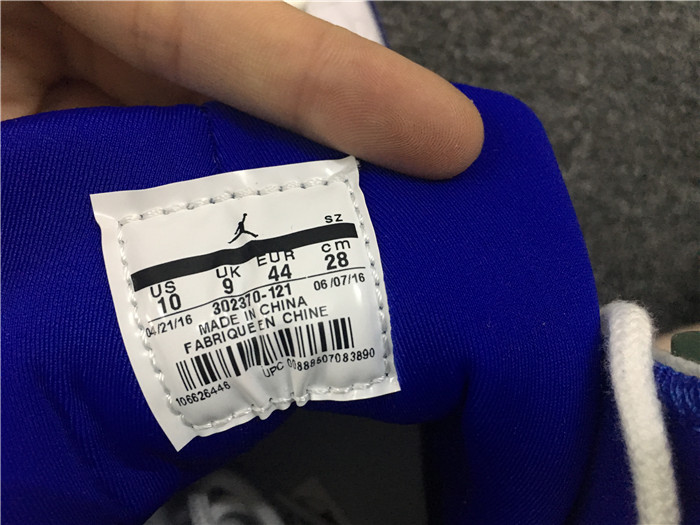 sz
US UK EUR cm
10 9 44 28
04/21/16 302370-121 06/07/16
MADE IN CHINA
FABRIQUE EN CHINE
106626446 UPC 00888507083890